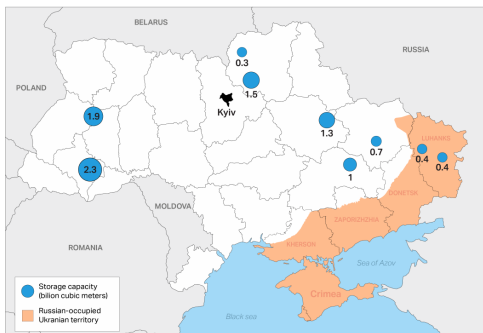 BELARUS
RUSSIA
POLAND
0.3
1.5
Kyiv
1.9
1.3
0.7
LUHANSK
0.4
0.4
2.3
1
DONETSK
MOLDOVA
ZAPORIZHZHIA
KHERSON
ROMANIA
Sea of Azov
Crimea
Black sea
Storage capacity
(billion cubic meters)
Russian-occupied
Ukranian territory